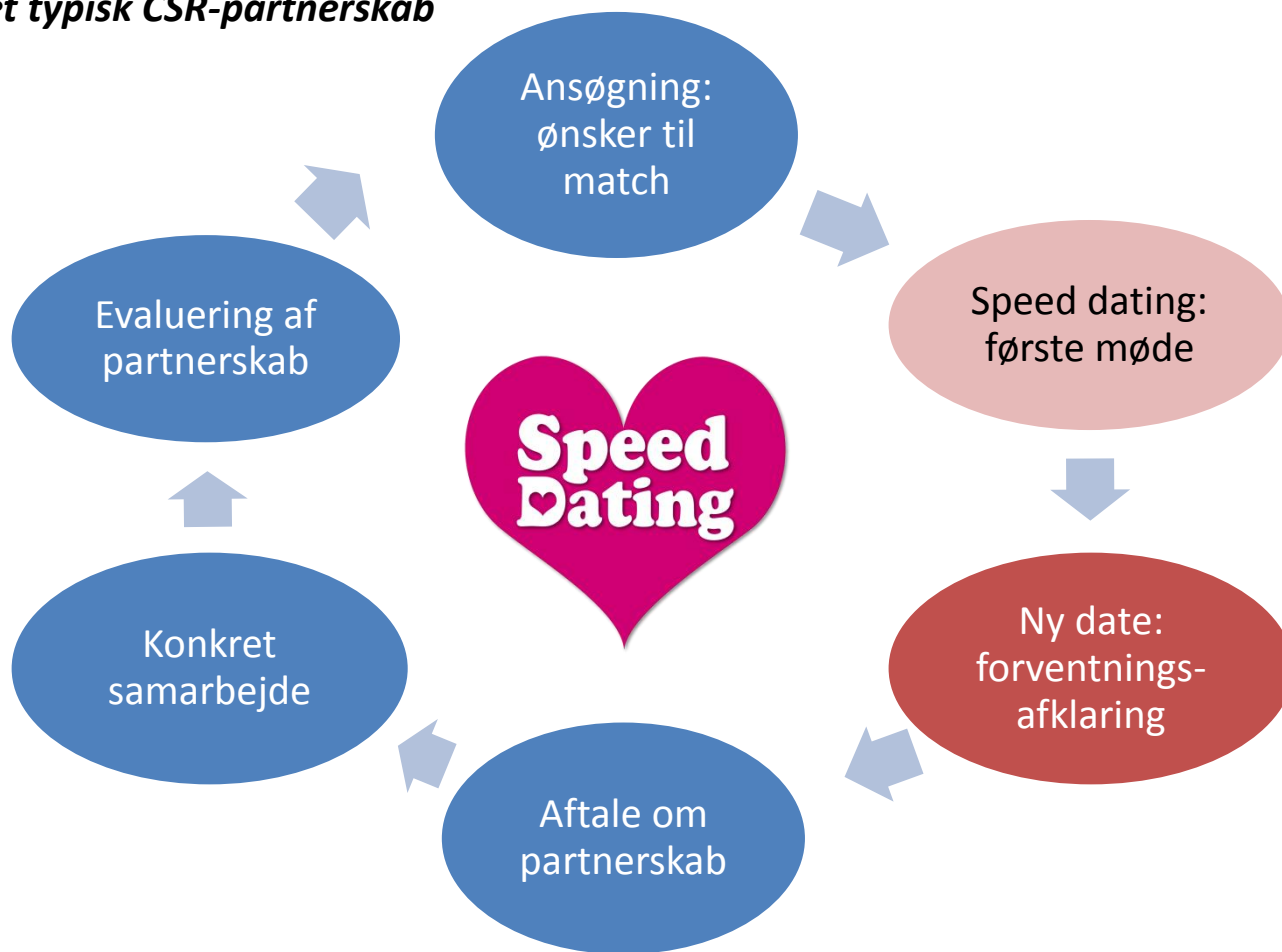 et typisk CSR-partnerskab
Ansøgning:
ønsker til
match
Speed dating:
første møde
Ny date:
forventnings-
afklaring
Aftale om
partnerskab
Konkret
samarbejde
Evaluering af
partnerskab
Speed
Dating